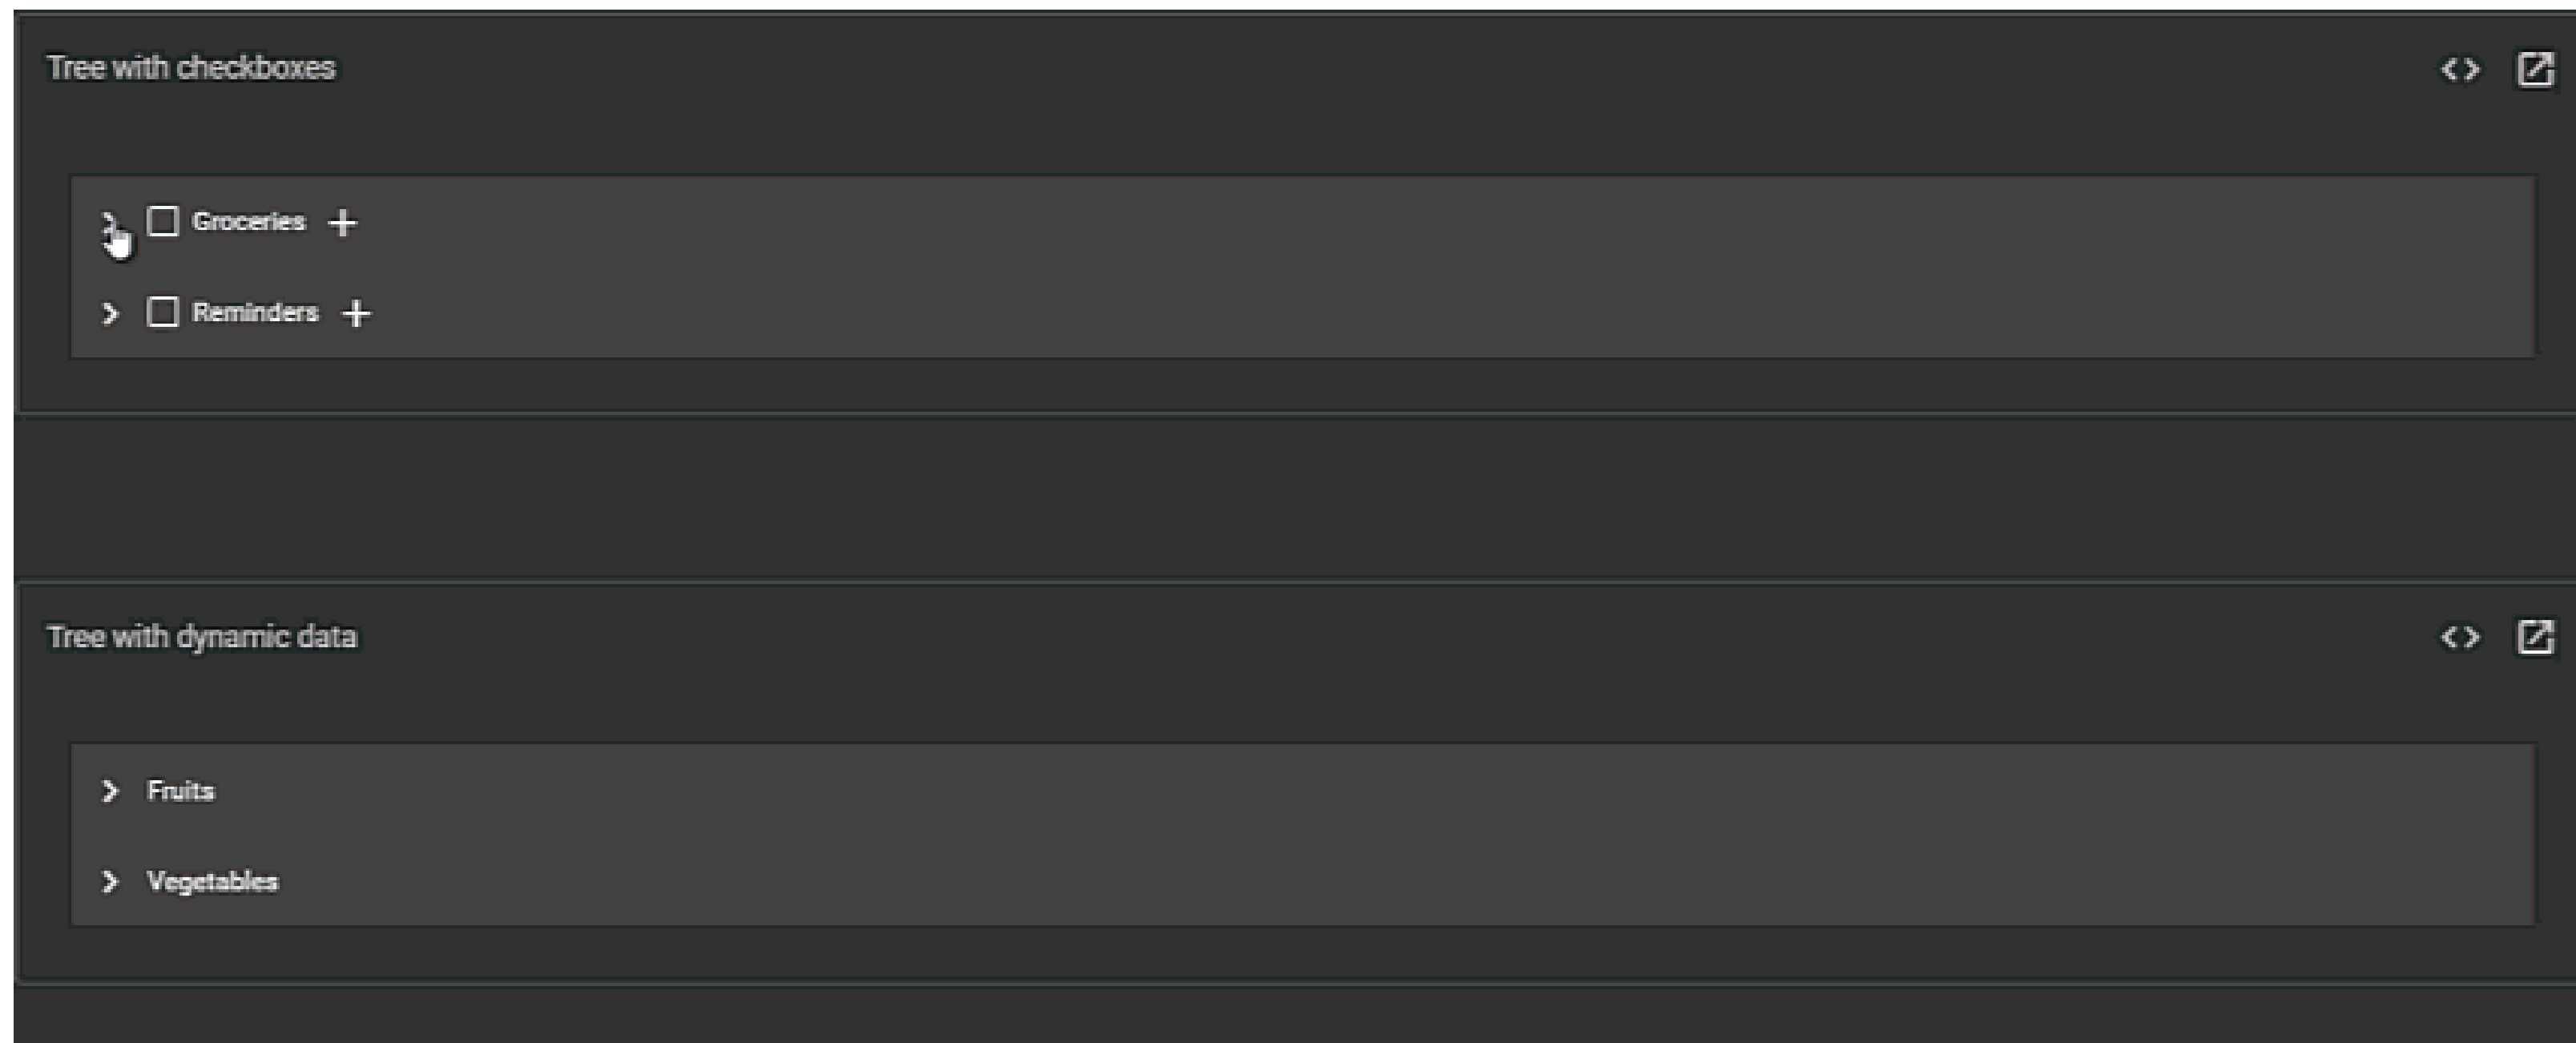 Tree with checkboxes
Groceries
Reminders
Tree with dynamic data
Fruits
Vegetables